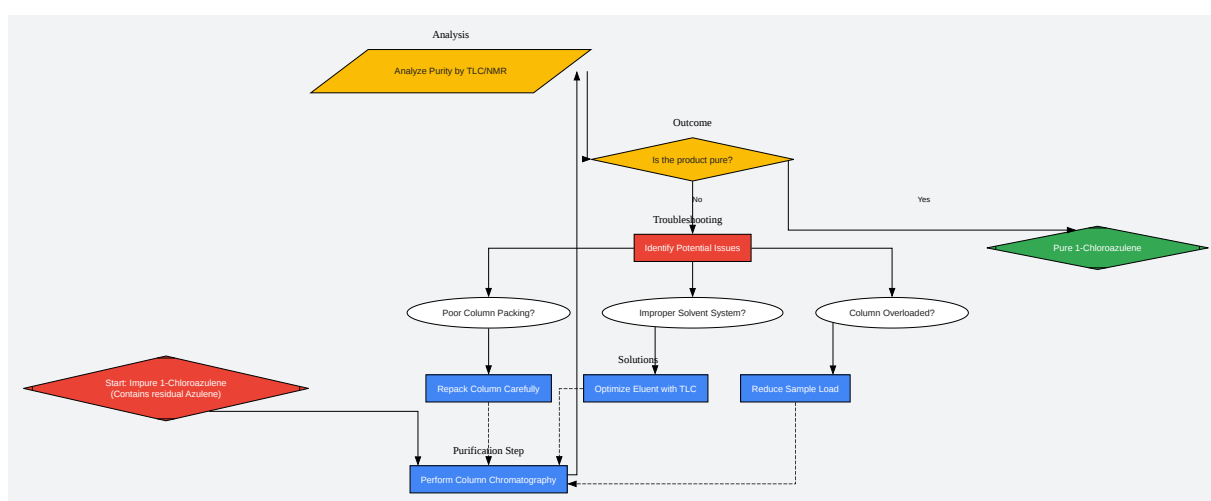 Analysis
Analyze Purity by TLC/NMR
Outcome
Is the product pure?
No
Yes
Troubleshooting
Identify Potential Issues
Pure 1-Chloroazulene
Poor Column Packing?
Improper Solvent System?
Column Overloaded?
Solutions
Start: Impure 1-Chloroazulene
(Contains residual Azulene)
Repack Column Carefully
Optimize Eluent with TLC
Reduce Sample Load
Purification Step
Perform Column Chromatography